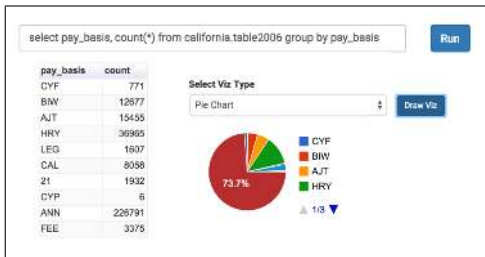 select pay_basis, count(*) from california.table2006 group by pay_basis
Run
pay_basis count
CYF 771
BIW 12677
AJT 15455
HRY 36965
LEG 1607
CAL 8058
21 1932
CYP 6
ANN 226791
FEE 3375
Select Viz Type
Pie Chart
Draw Viz
73.7%
CYF
BIW
AJT
HRY
1/3